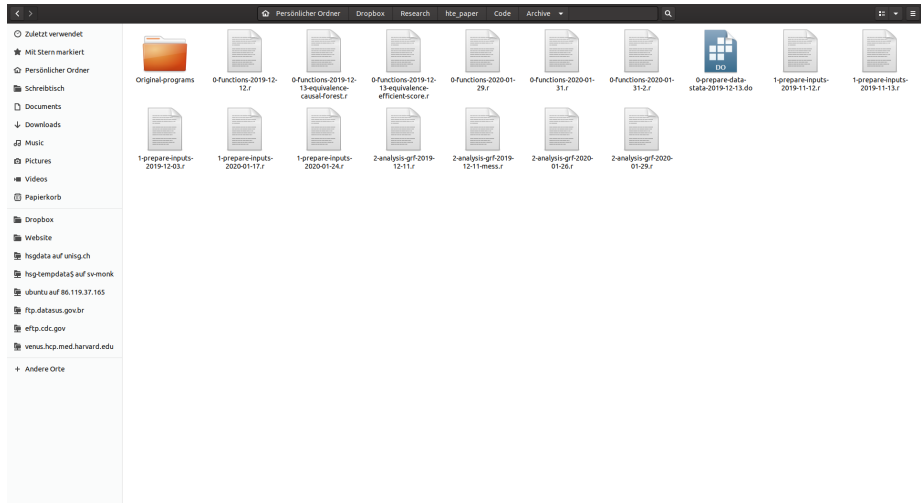 Persönlicher Ordner Dropbox Research hte_paper Code Archive
Zuletzt verwendet
Mit Stern markiert
Persönlicher Ordner
Schreibtisch
Documents
Downloads
Music
Pictures
Videos
Papierkorb
Dropbox
Website
hsgdata auf unisg.ch
hsg-tempdata$ auf sv-monk
ubuntu auf 86.119.37.165
ftp.datasus.gov.br
eftp.cdc.gov
venus.hcp.med.harvard.edu
+ Andere Orte
Original-programs
0-functions-2019-12-
12.r
0-functions-2019-12-
13-equivalence-
causal-forest.r
0-functions-2019-12-
13-equivalence-
efficient-score.r
0-functions-2020-01-
29.r
0-functions-2020-01-
31.r
0-functions-2020-01-
31-2.r
DO
0-prepare-data-
stata-2019-12-13.do
1-prepare-inputs-
2019-11-12.r
1-prepare-inputs-
2019-11-13.r
1-prepare-inputs-
2019-12-03.r
1-prepare-inputs-
2020-01-17.r
1-prepare-inputs-
2020-01-24.r
2-analysis-grf-2019-
12-11.r
2-analysis-grf-2019-
12-11-mess.r
2-analysis-grf-2020-
01-26.r
2-analysis-grf-2020-
01-29.r